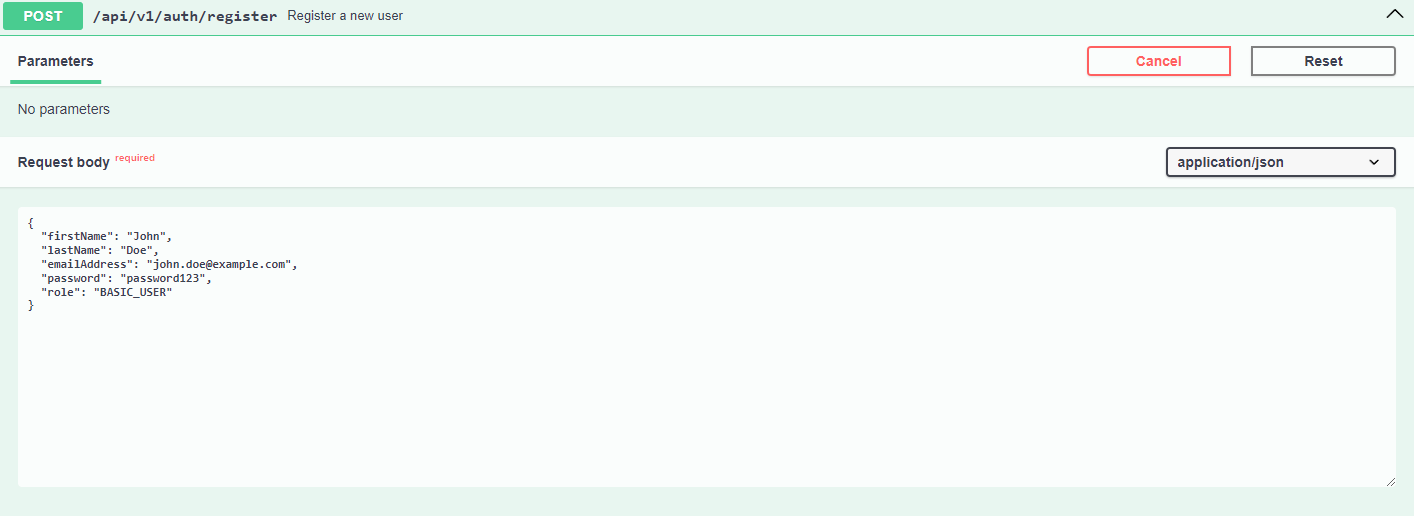 POST /api/v1/auth/register Register a new user
Parameters Cancel Reset
No parameters
Request body required application/json
{
  "firstName": "John",
  "lastName": "Doe",
  "emailAddress": "john.doe@example.com",
  "password": "password123",
  "role": "BASIC_USER"
}